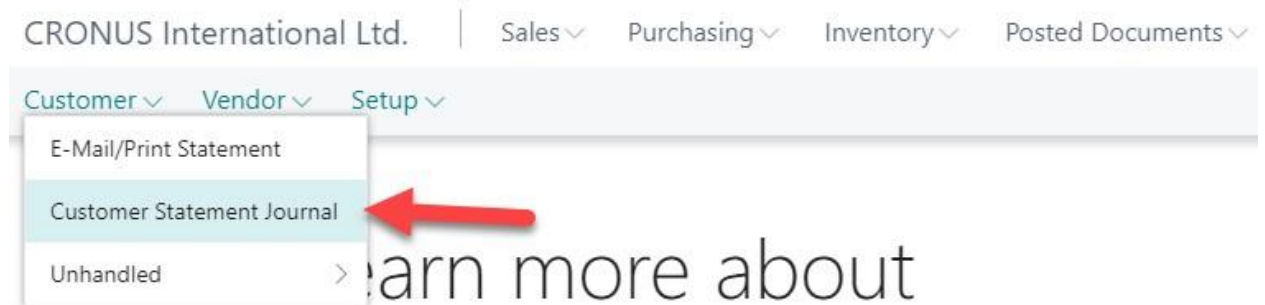 CRONUS International Ltd. Sales Purchasing Inventory Posted Documents
Customer Vendor Setup
E-Mail/Print Statement
Customer Statement Journal
Unhandled
earn more about